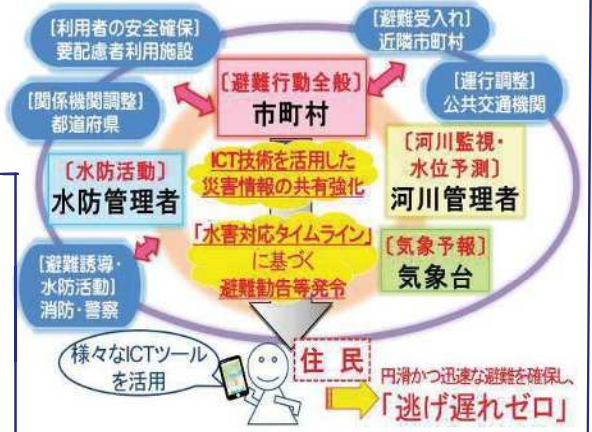 [利用者の安全確保]
要配慮者利用施設
[避難受入れ]
近隣市町村
[関係機関調整]
都道府県
[避難行動全般]
市町村
[運行調整]
公共交通機関
[水防活動]
水防管理者
ICT技術を活用した
災害情報の共有強化
[河川監視・
水位予測]
河川管理者
「水害対応タイムライン」
に基づく
避難勧告等発令
[気象予報]
気象台
[避難誘導・
水防活動]
消防・警察
様々なICTツール
を活用
住民
円滑かつ迅速な避難を確保し、
「逃げ遅れゼロ」